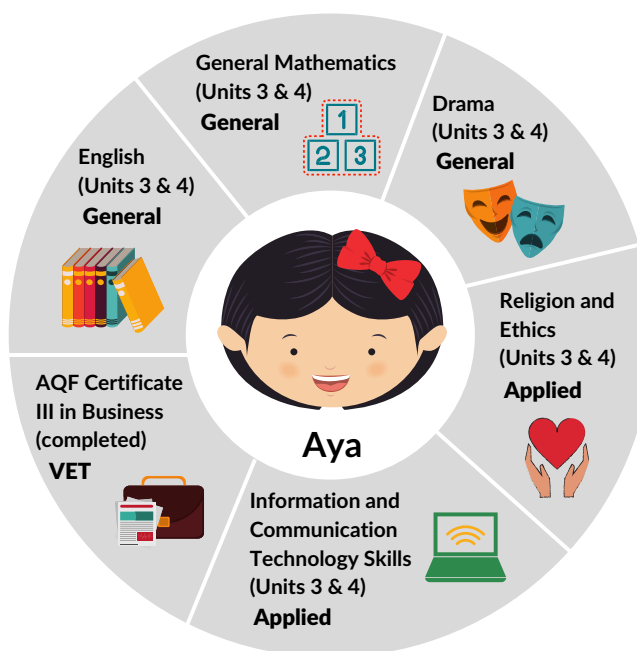 General Mathematics
(Units 3 & 4)
General
1
2 3
Drama
(Units 3 & 4)
General
Religion and
Ethics
(Units 3 & 4)
Applied
Information and
Communication
Technology Skills
(Units 3 & 4)
Applied
AQF Certificate
III in Business
(completed)
VET
English
(Units 3 & 4)
General
Aya